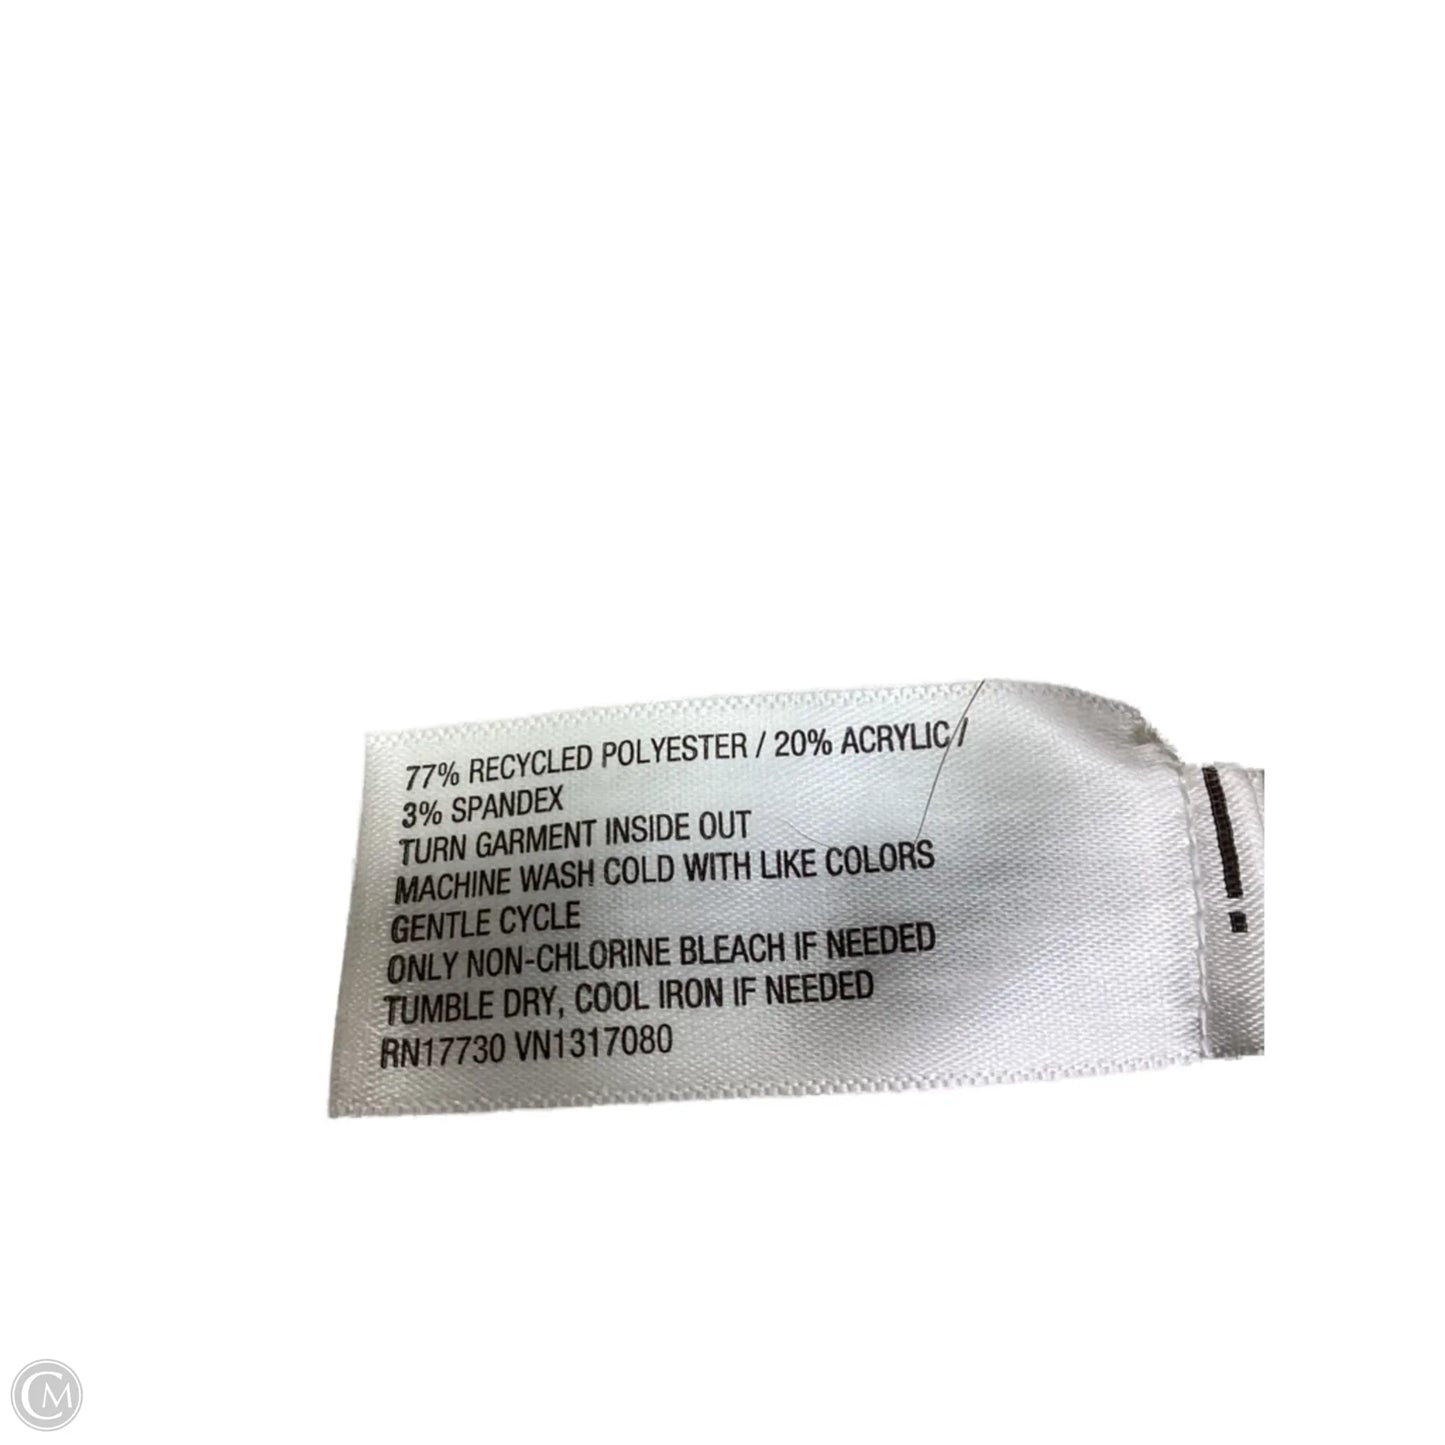 77% RECYCLED POLYESTER / 20% ACRYLIC /
3% SPANDEX
TURN GARMENT INSIDE OUT
MACHINE WASH COLD WITH LIKE COLORS
GENTLE CYCLE
ONLY NON-CHLORINE BLEACH IF NEEDED
TUMBLE DRY, COOL IRON IF NEEDED
RN17730 VN1317080
CM